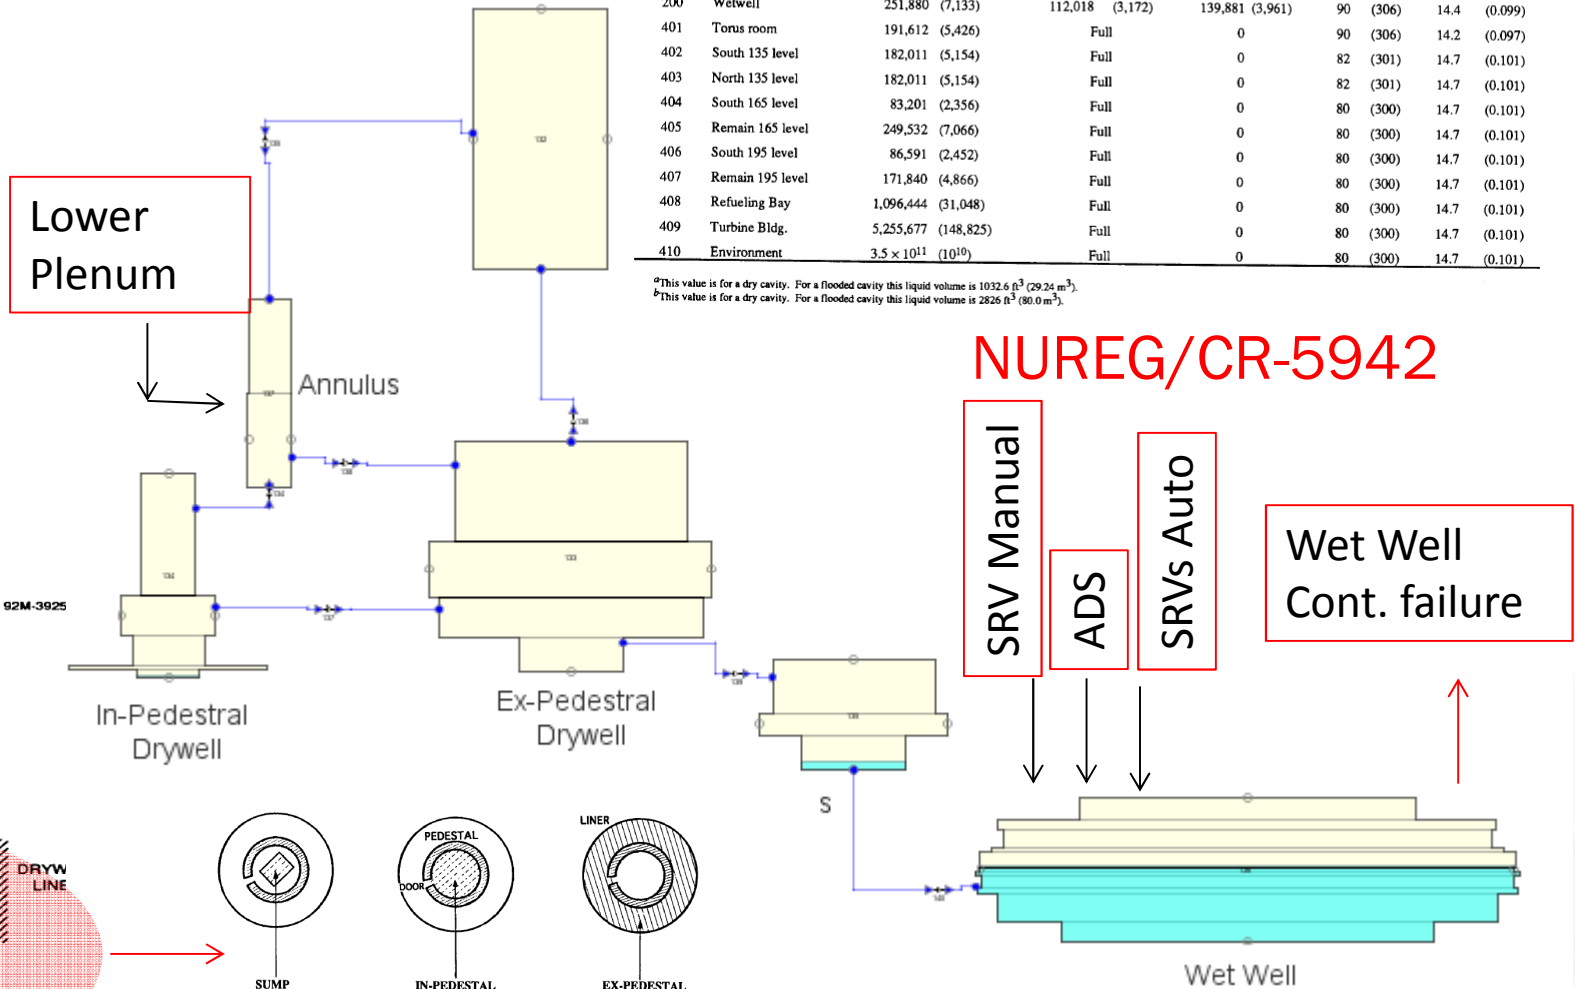 200 Wetwell 251,880 (7,133) 112,018 (3,172) 139,881 (3,961) 90 (306) 14.4 (0.099)
401 Torus room 191,612 (5,426) Full 0 90 (306) 14.2 (0.097)
402 South 135 level 182,011 (5,154) Full 0 82 (301) 14.7 (0.101)
403 North 135 level 182,011 (5,154) Full 0 82 (301) 14.7 (0.101)
404 South 165 level 83,201 (2,356) Full 0 80 (300) 14.7 (0.101)
405 Remain 165 level 249,532 (7,066) Full 0 80 (300) 14.7 (0.101)
406 South 195 level 86,591 (2,452) Full 0 80 (300) 14.7 (0.101)
407 Remain 195 level 171,840 (4,866) Full 0 80 (300) 14.7 (0.101)
408 Refueling Bay 1,096,444 (31,048) Full 0 80 (300) 14.7 (0.101)
409 Turbine Bldg. 5,255,677 (148,825) Full 0 80 (300) 14.7 (0.101)
410 Environment 3.5 × 10¹¹ (10¹⁰) Full 0 80 (300) 14.7 (0.101)
ᵃThis value is for a dry cavity. For a flooded cavity this liquid volume is 1032.6 ft³ (29.24 m³).
ᵇThis value is for a dry cavity. For a flooded cavity this liquid volume is 2826 ft³ (80.0 m³).
Lower
Plenum
NUREG/CR-5942
Annulus
SRV Manual
ADS
SRVs Auto
Wet Well
Cont. failure
92M-3925
In-Pedestral
Drywell
Ex-Pedestral
Drywell
S
Wet Well
DRYW
LINE
SUMP
PEDESTAL
DOOR
IN-PEDESTAL
LINER
EX-PEDESTAL